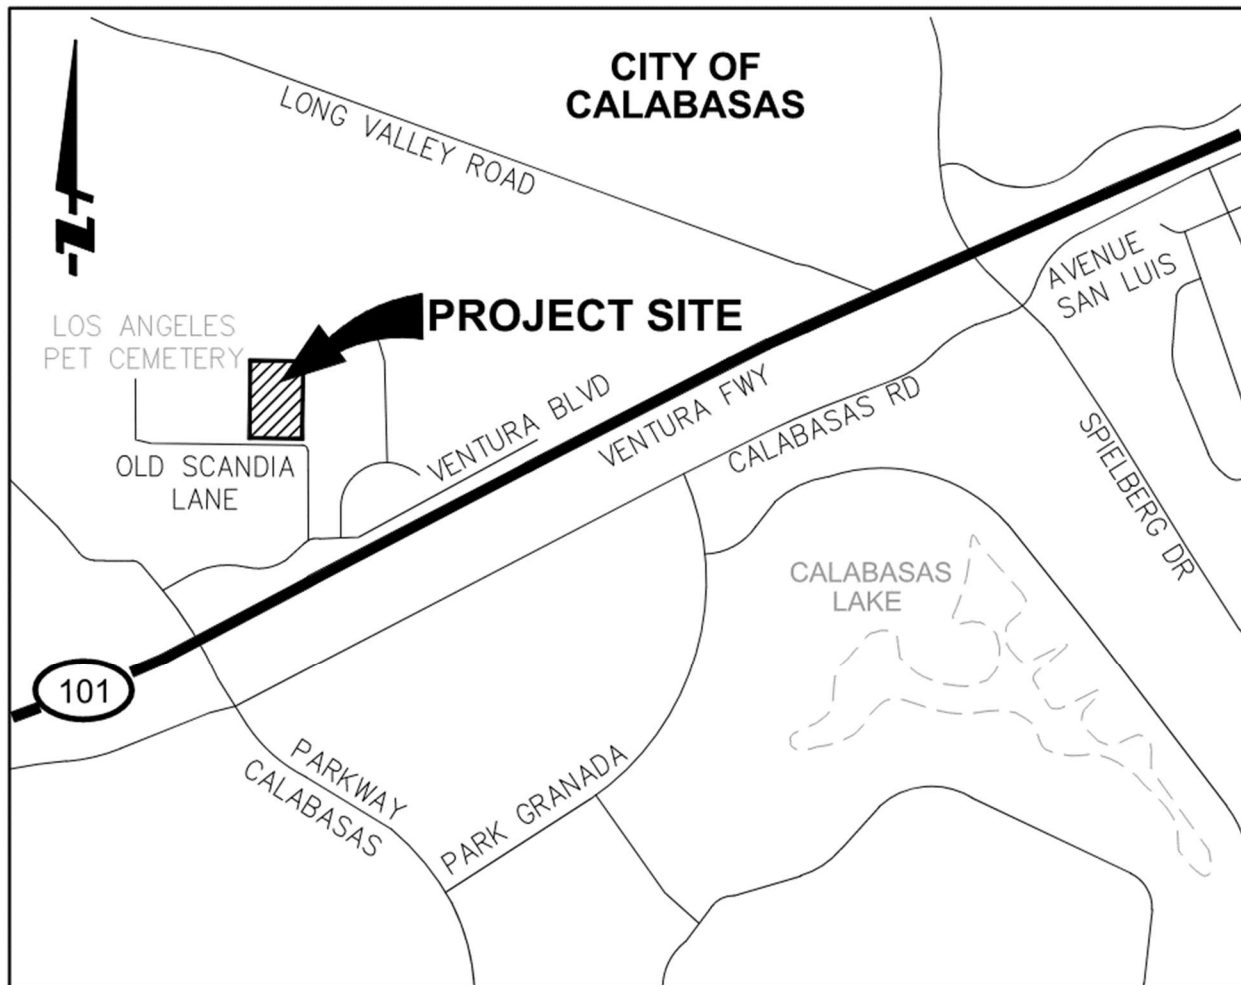 CITY OF
CALABASAS
LONG VALLEY ROAD
N
AVENUE
SAN LUIS
PROJECT SITE
LOS ANGELES
PET CEMETERY
VENTURA BLVD
VENTURA FWY
CALABASAS RD
OLD SCANDIA
LANE
SPIELBERG DR
CALABASAS
LAKE
101
PARKWAY
CALABASAS
PARK GRANADA